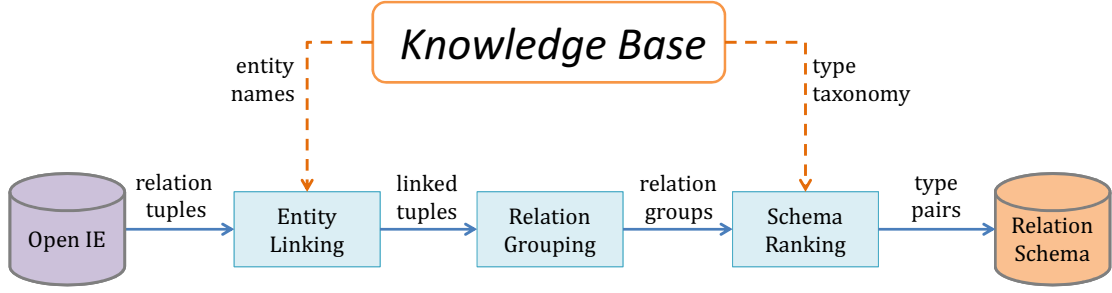 Knowledge Base
entity
names
type
taxonomy
relation
tuples
linked
tuples
relation
groups
type
pairs
Open IE
Entity
Linking
Relation
Grouping
Schema
Ranking
Relation
Schema